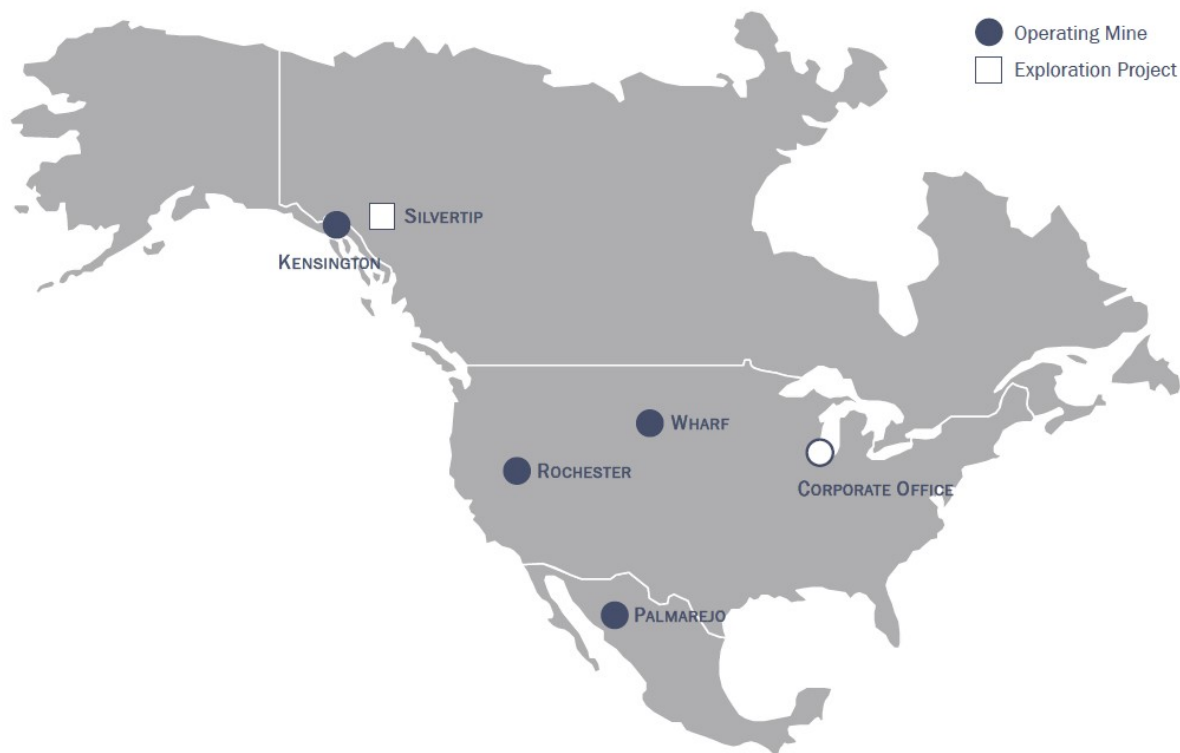 Operating Mine
Exploration Project
SILVERTIP
KENSINGTON
WHARF
ROCHESTER
CORPORATE OFFICE
PALMAREJO